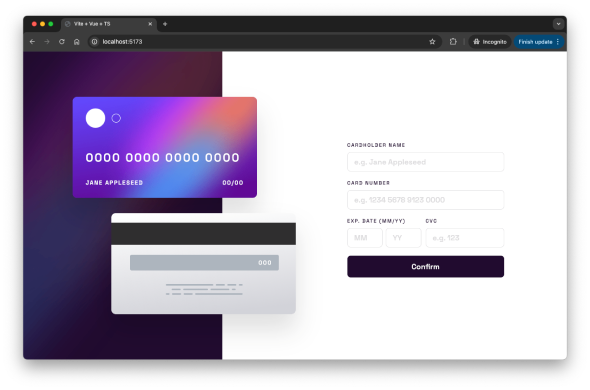 Vite + Vue + TS
localhost:5173
Incognito
Finish update
0000 0000 0000 0000
JANE APPLESEED 00/00
000
CARDHOLDER NAME
e.g. Jane Appleseed
CARD NUMBER
e.g. 1234 5678 9123 0000
EXP. DATE (MM/YY) CVC
MM YY e.g. 123
Confirm